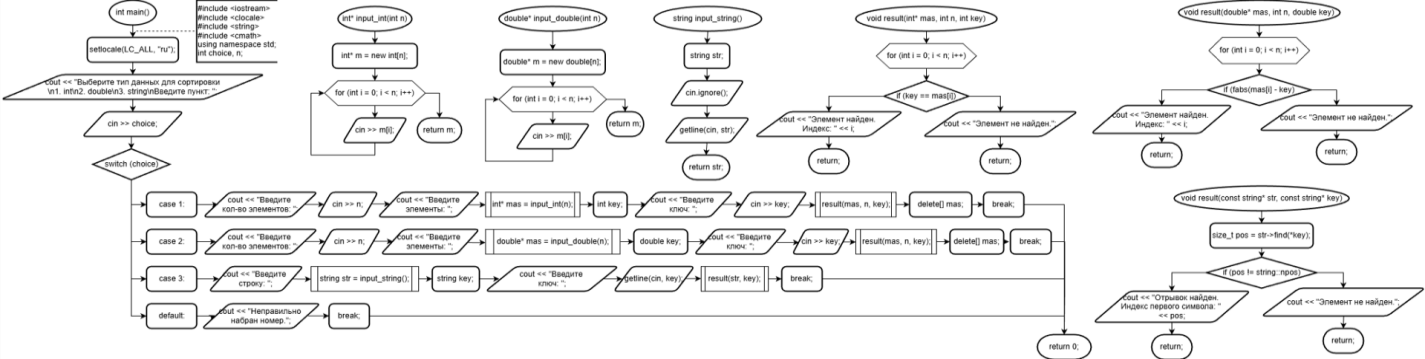 int main()
#include <iostream>
#include <clocale>
#include <string>
#include <cmath>
using namespace std;
int choice, n;
setlocale(LC_ALL, "ru");
cout << "Выберите тип данных для сортировки
\n1. int\n2. double\n3. string\nВведите пункт: ";
cin >> choice;
switch (choice)
case 1:
cout << "Введите
кол-во элементов: ";
cin >> n;
cout << "Введите
элементы: ";
int* mas = input_int(n);
int key;
cout << "Введите
ключ: ";
cin >> key;
result(mas, n, key);
delete[] mas;
break;
case 2:
cout << "Введите
кол-во элементов: ";
cin >> n;
cout << "Введите
элементы: ";
double* mas = input_double(n);
double key;
cout << "Введите
ключ: ";
cin >> key;
result(mas, n, key);
delete[] mas;
break;
case 3:
cout << "Введите
строку: ";
string str = input_string();
string key;
cout << "Введите
ключ: ";
getline(cin, key);
result(str, key);
break;
default:
cout << "Неправильно
набран номер.";
break;
return 0;
int* input_int(int n)
int* m = new int[n];
for (int i = 0; i < n; i++)
cin >> m[i];
return m;
double* input_double(int n)
double* m = new double[n];
for (int i = 0; i < n; i++)
cin >> m[i];
return m;
string input_string()
string str;
cin.ignore();
getline(cin, str);
return str;
void result(int* mas, int n, int key)
for (int i = 0; i < n; i++)
if (key == mas[i])
cout << "Элемент найден.
Индекс: " << i;
return;
cout << "Элемент не найден.";
return;
void result(double* mas, int n, double key)
for (int i = 0; i < n; i++)
if (fabs(mas[i] - key)
cout << "Элемент найден.
Индекс: " << i;
return;
cout << "Элемент не найден.";
return;
void result(const string* str, const string* key)
size_t pos = str->find(*key);
if (pos != string::npos)
cout << "Отрывок найден.
Индекс первого символа: "
<< pos;
return;
cout << "Элемент не найден.";
return;